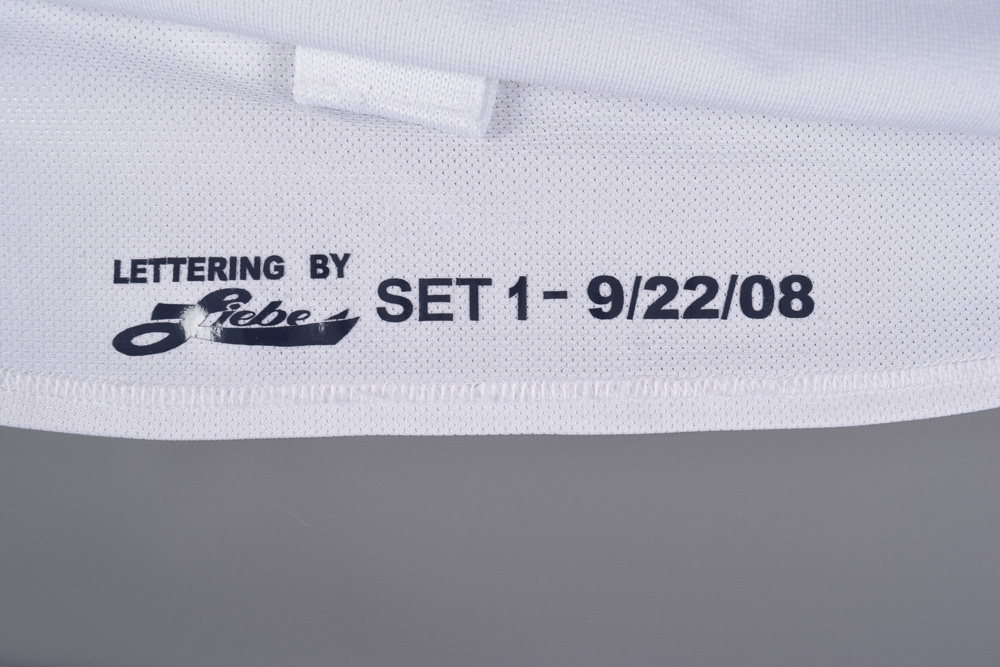 LETTERING BY
Liebe SET 1 - 9/22/08